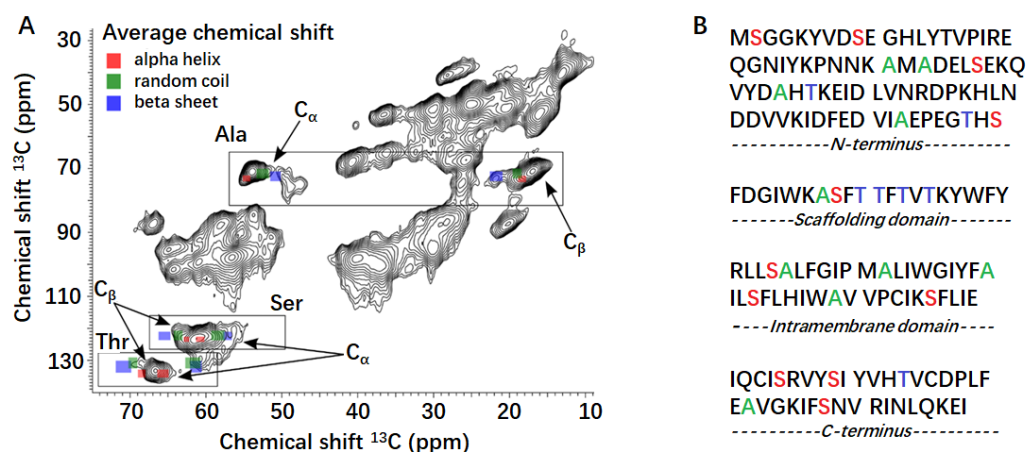 A
Average chemical shift
alpha helix
random coil
beta sheet
Ala
Cα
Cβ
Cβ
Ser
Thr
Cα
30
50
70
90
110
130
Chemical shift ¹³C (ppm)
70 60 50 40 30 20 10
Chemical shift ¹³C (ppm)
B
MSGGKYVDSE GHLYTVPIRE
QGNIYKPNNK AMADELSEKQ
VYDAHTKEID LVNRDPKHLN
DDVVKIDFED VIAEPEGTHS
----------N-terminus----------
FDGIWKASFT TFTVTKYWFY
-------Scaffolding domain-------
RLLSALFGIP MALIWGIYFA
ILSFLHIWAV VPCIKSFLIE
----Intramembrane domain----
IQCISRVYSI YVHTVCDPLF
EAVGKIFSNV RINLQKEI
---------C-terminus---------